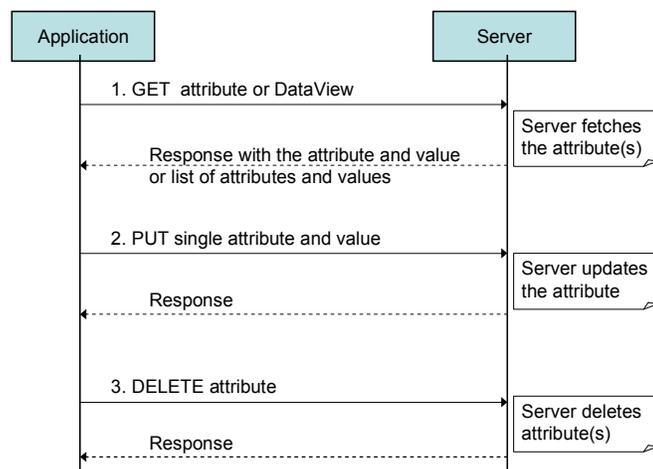 Application
Server
1. GET attribute or DataView
Server fetches
the attribute(s)
Response with the attribute and value
or list of attributes and values
2. PUT single attribute and value
Server updates
the attribute
Response
3. DELETE attribute
Server deletes
attribute(s)
Response